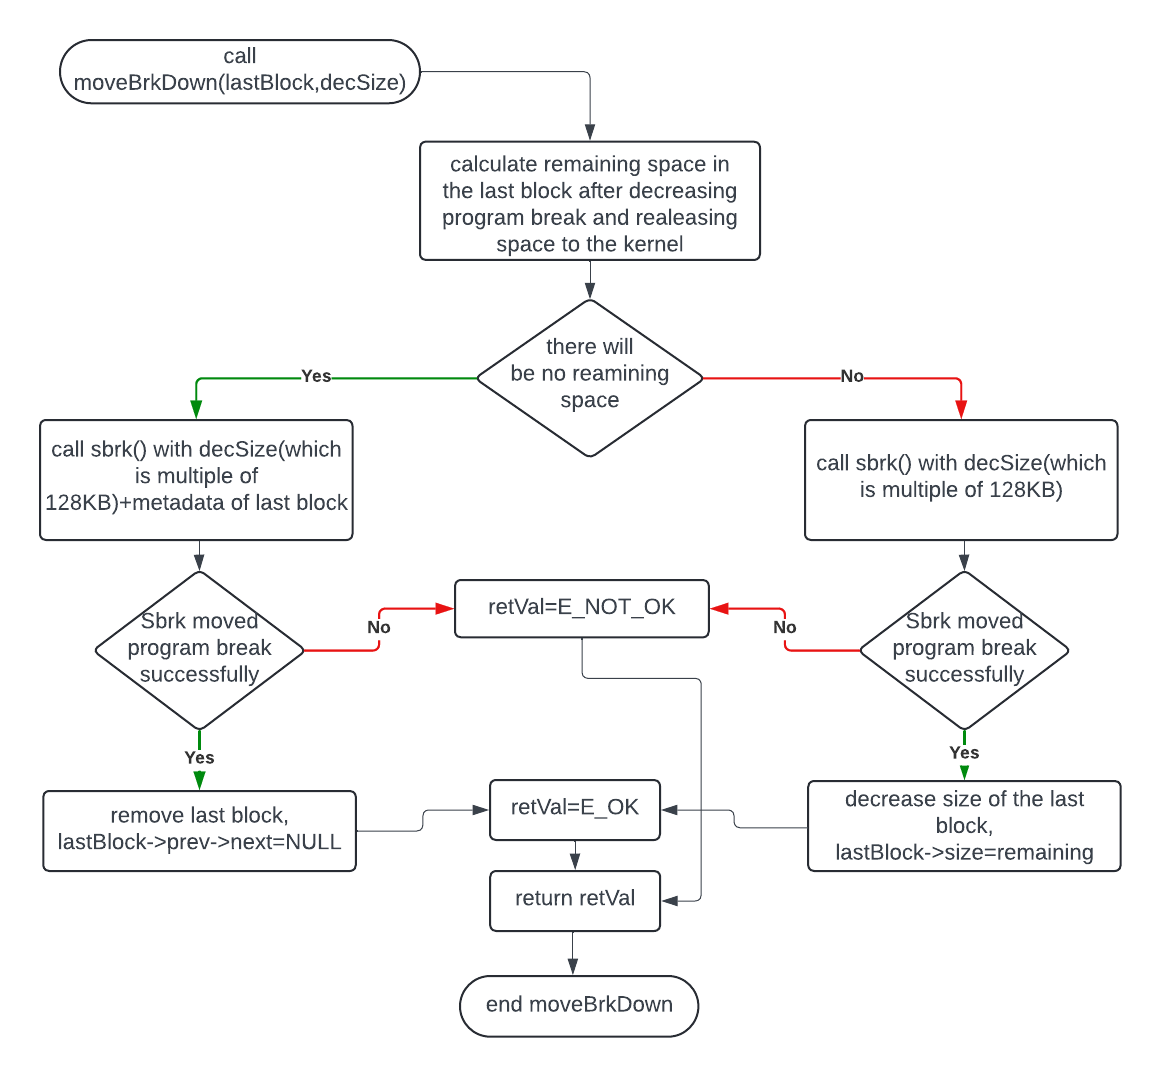 call
moveBrkDown(lastBlock,decSize)
calculate remaining space in
the last block after decreasing
program break and realeasing
space to the kernel
there will
be no reamining
space
Yes
No
call sbrk() with decSize(which
is multiple of
128KB)+metadata of last block
call sbrk() with decSize(which
is multiple of 128KB)
Sbrk moved
program break
successfully
No
retVal=E_NOT_OK
No
Sbrk moved
program break
successfully
Yes
Yes
remove last block,
lastBlock->prev->next=NULL
retVal=E_OK
decrease size of the last
block,
lastBlock->size=remaining
return retVal
end moveBrkDown